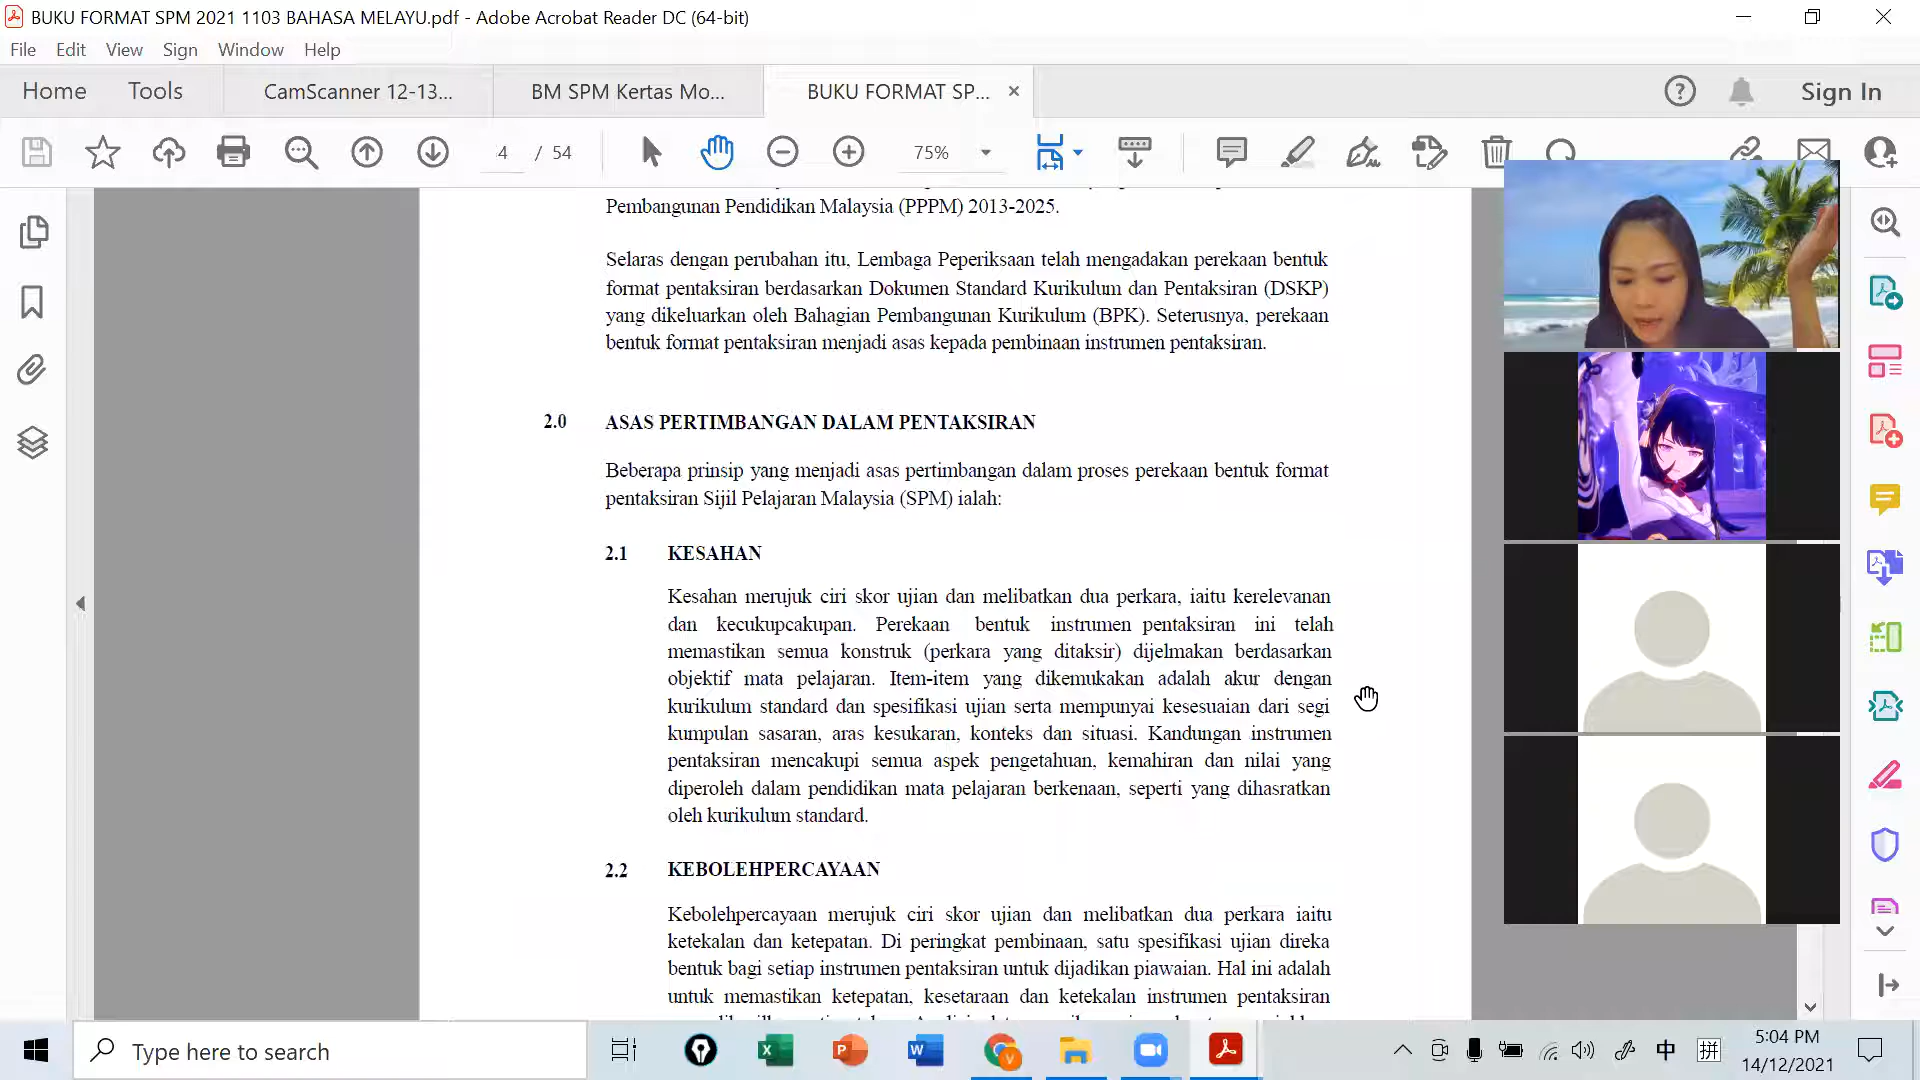 BUKU FORMAT SPM 2021 1103 BAHASA MELAYU.pdf - Adobe Acrobat Reader DC (64-bit)
File Edit View Sign Window Help
Home Tools CamScanner 12-13... BM SPM Kertas Mo... BUKU FORMAT SP... Sign In
4 / 54 75%
Pembangunan Pendidikan Malaysia (PPPM) 2013-2025.
Selaras dengan perubahan itu, Lembaga Peperiksaan telah mengadakan perekaan bentuk
format pentaksiran berdasarkan Dokumen Standard Kurikulum dan Pentaksiran (DSKP)
yang dikeluarkan oleh Bahagian Pembangunan Kurikulum (BPK). Seterusnya, perekaan
bentuk format pentaksiran menjadi asas kepada pembinaan instrumen pentaksiran.
2.0 ASAS PERTIMBANGAN DALAM PENTAKSIRAN
Beberapa prinsip yang menjadi asas pertimbangan dalam proses perekaan bentuk format
pentaksiran Sijil Pelajaran Malaysia (SPM) ialah:
2.1 KESAHAN
Kesahan merujuk ciri skor ujian dan melibatkan dua perkara, iaitu kerelevanan
dan kecukupcakupan. Perekaan bentuk instrumen pentaksiran ini telah
memastikan semua konstruk (perkara yang ditaksir) dijelmakan berdasarkan
objektif mata pelajaran. Item-item yang dikemukakan adalah akur dengan
kurikulum standard dan spesifikasi ujian serta mempunyai kesesuaian dari segi
kumpulan sasaran, aras kesukaran, konteks dan situasi. Kandungan instrumen
pentaksiran mencakupi semua aspek pengetahuan, kemahiran dan nilai yang
diperoleh dalam pendidikan mata pelajaran berkenaan, seperti yang dihasratkan
oleh kurikulum standard.
2.2 KEBOLEHPERCAYAAN
Kebolehpercayaan merujuk ciri skor ujian dan melibatkan dua perkara iaitu
ketekalan dan ketepatan. Di peringkat pembinaan, satu spesifikasi ujian direka
bentuk bagi setiap instrumen pentaksiran untuk dijadikan piawaian. Hal ini adalah
untuk memastikan ketepatan, kesetaraan dan ketekalan instrumen pentaksiran
Type here to search
中 拼
5:04 PM
14/12/2021